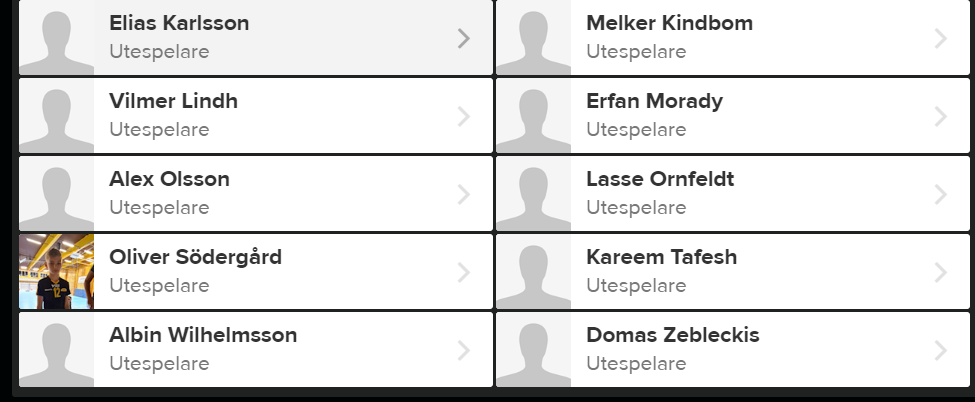 Elias Karlsson
Utespelare
Melker Kindbom
Utespelare
Vilmer Lindh
Utespelare
Erfan Morady
Utespelare
Alex Olsson
Utespelare
Lasse Ornfeldt
Utespelare
Oliver Södergård
Utespelare
12
Kareem Tafesh
Utespelare
Albin Wilhelmsson
Utespelare
Domas Zebleckis
Utespelare